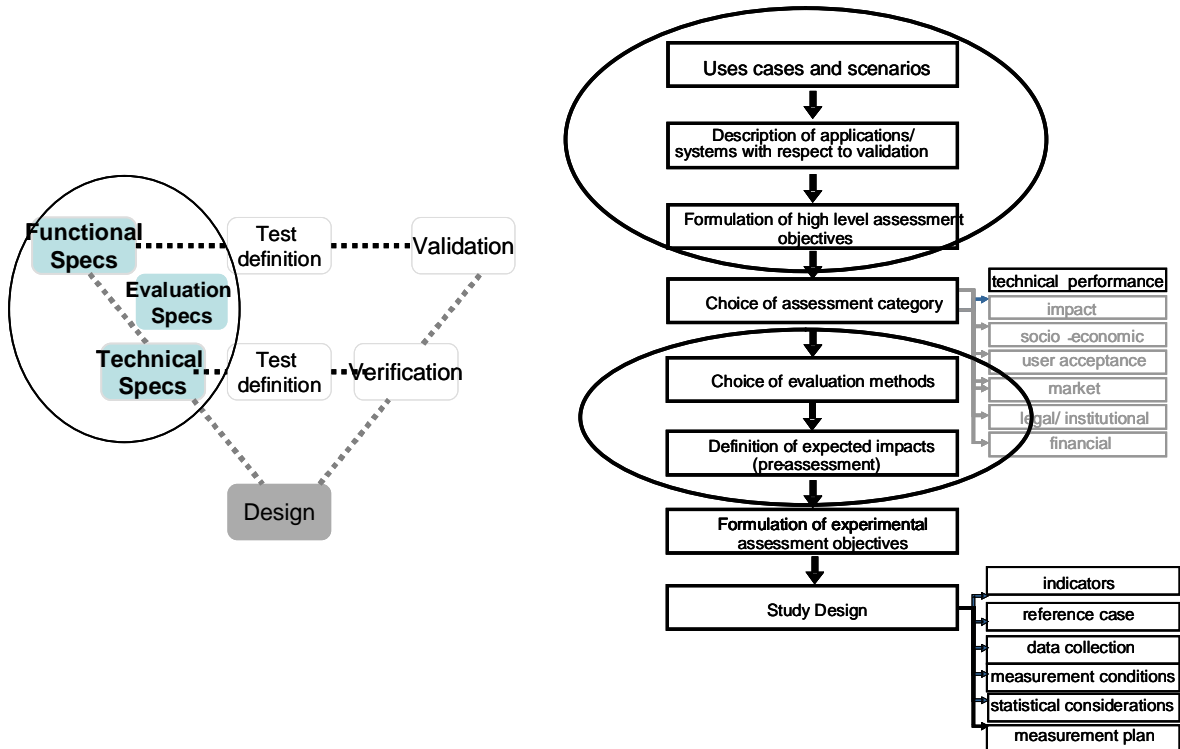 Functional
Specs
Test
definition
Validation
Evaluation
Specs
Technical
Specs
Test
definition
Verification
Design
Uses cases and scenarios
Description of applications/
systems with respect to validation
Formulation of high level assessment
objectives
Choice of assessment category
technical performance
impact
socio -economic
user acceptance
market
legal/ institutional
financial
Choice of evaluation methods
Definition of expected impacts
(pre-assessment)
Formulation of experimental
assessment objectives
Study Design
indicators
reference case
data collection
measurement conditions
statistical considerations
measurement plan